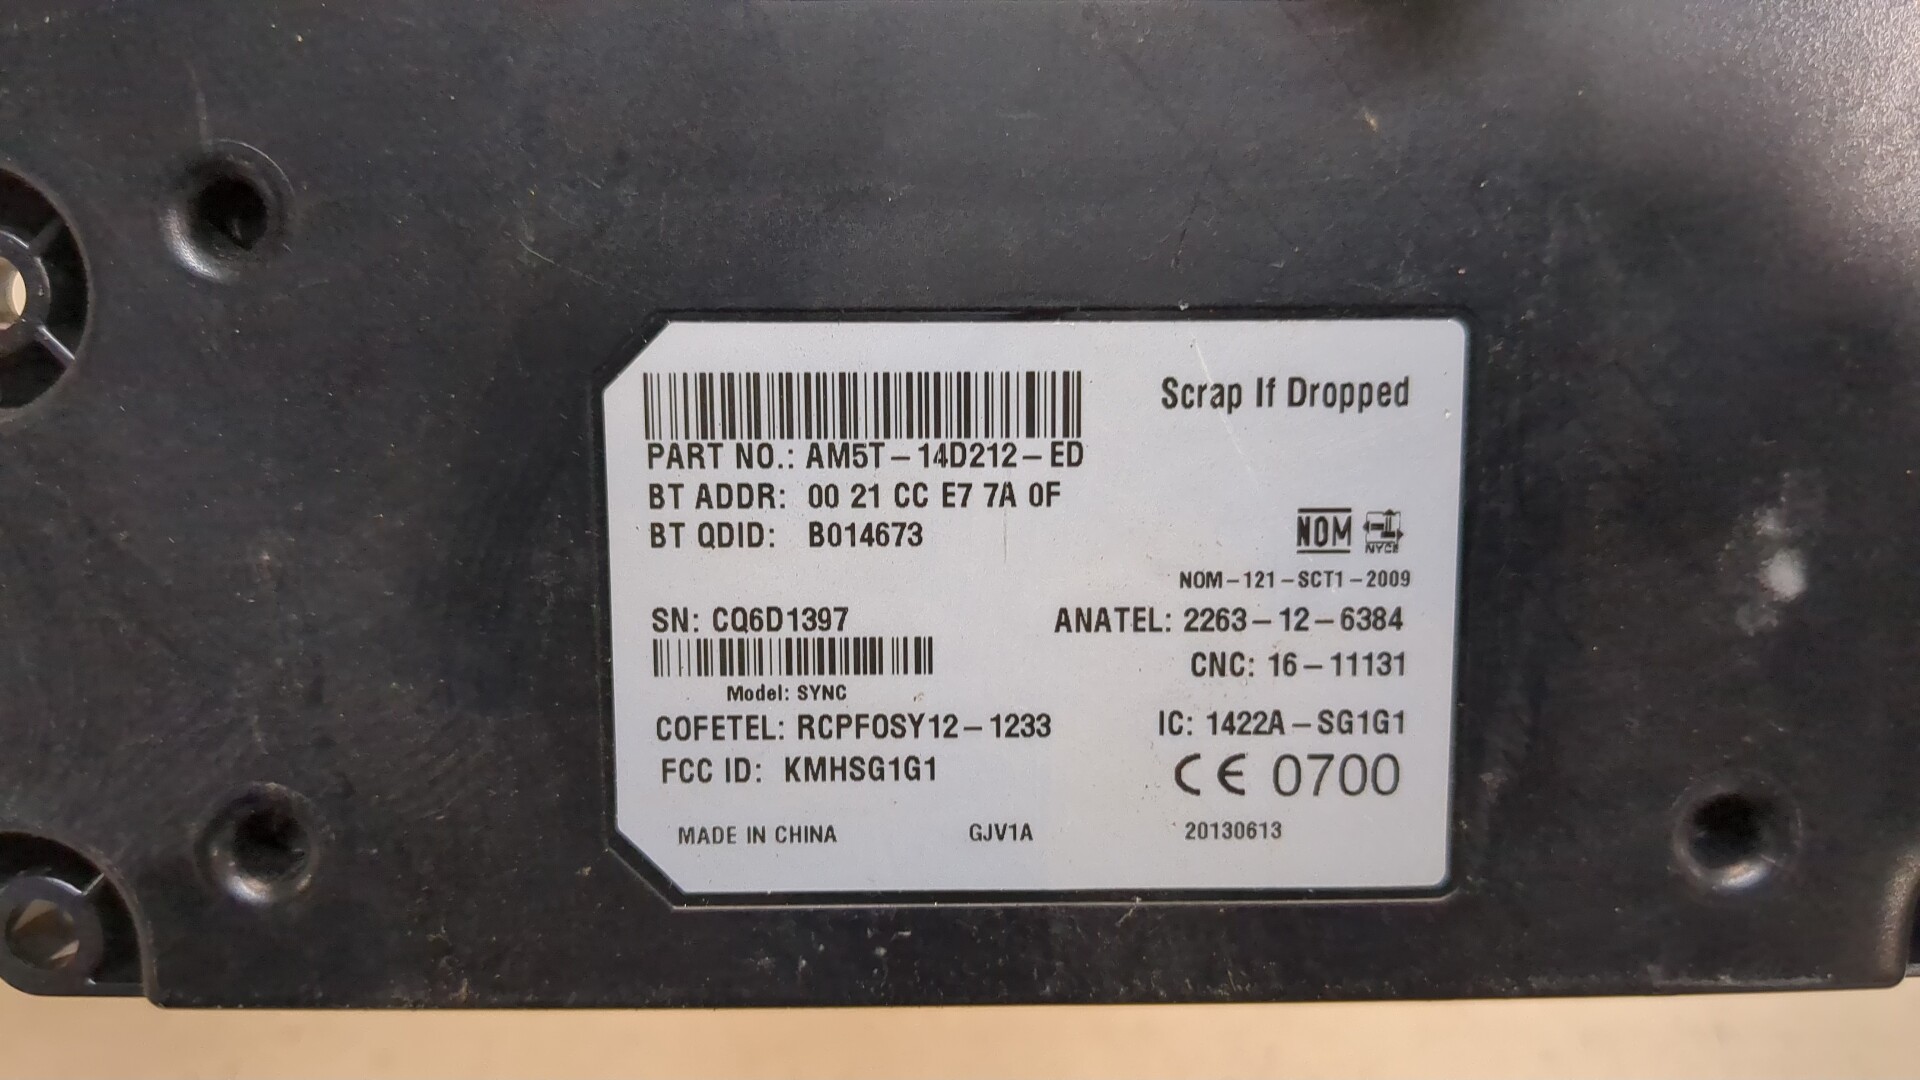 Scrap If Dropped
PART NO.: AM5T-14D212-ED
BT ADDR: 00 21 CC E7 7A 0F
BT QDID: B014673
NOM NYCE
NOM-121-SCT1-2009
SN: CQ6D1397
ANATEL: 2263-12-6384
CNC: 16-11131
Model: SYNC
COFETEL: RCPFOSY12-1233
IC: 1422A-SG1G1
FCC ID: KMHSG1G1
CE 0700
MADE IN CHINA GJV1A 20130613